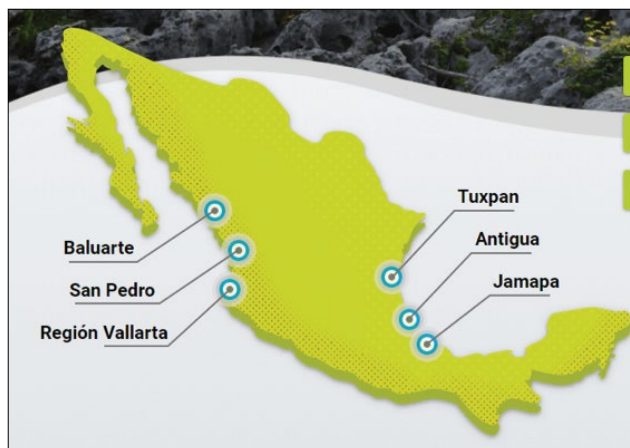 Baluarte
San Pedro
Región Vallarta
Tuxpan
Antigua
Jamapa